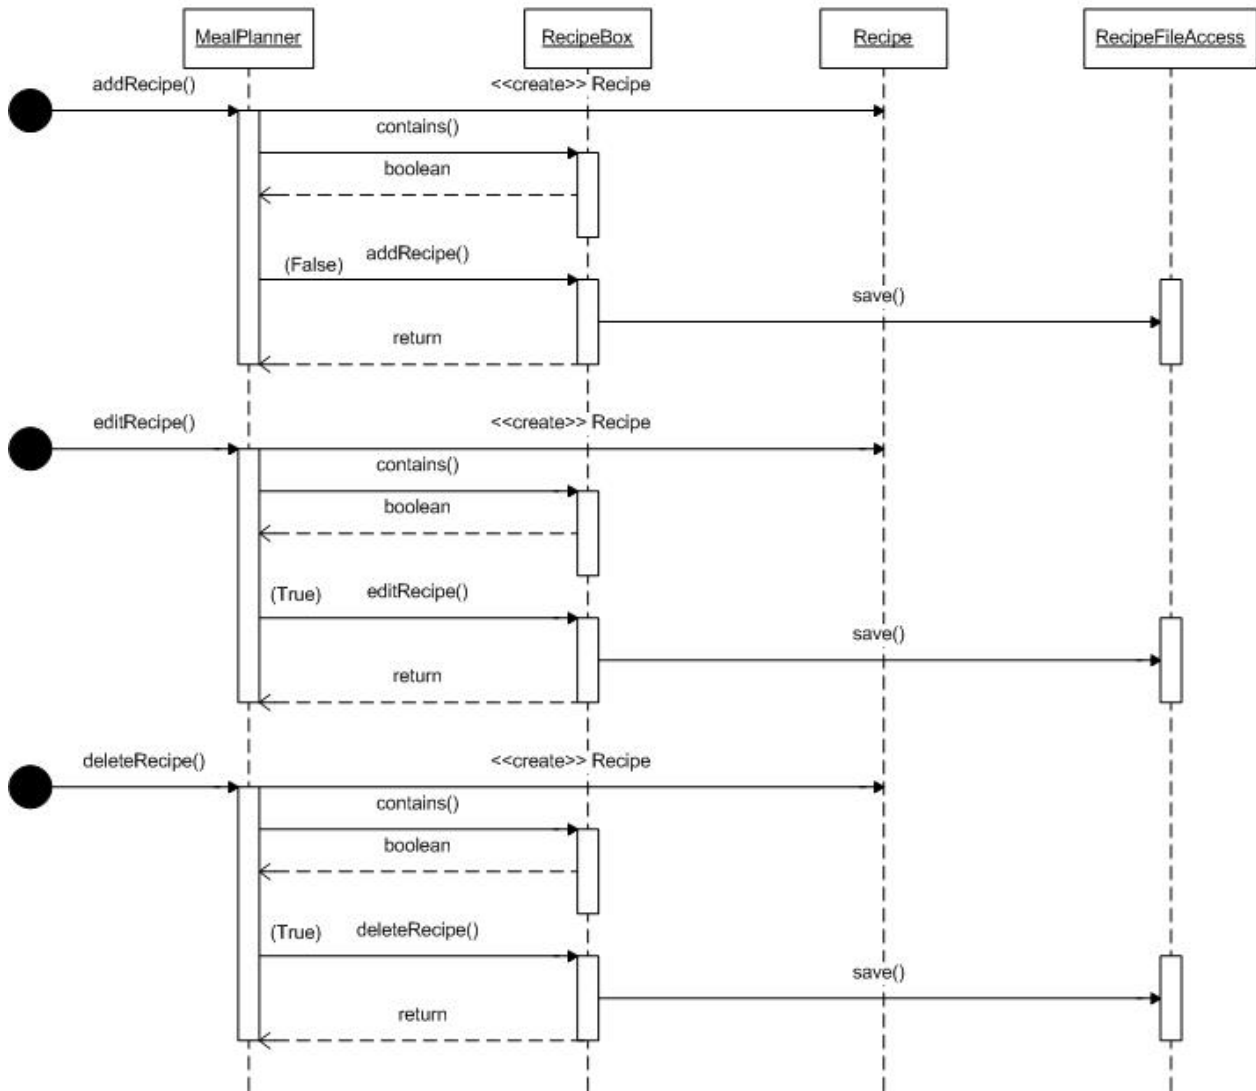 MealPlanner
RecipeBox
Recipe
RecipeFileAccess
addRecipe()
<<create>> Recipe
contains()
boolean
(False)
addRecipe()
save()
return
editRecipe()
<<create>> Recipe
contains()
boolean
(True)
editRecipe()
save()
return
deleteRecipe()
<<create>> Recipe
contains()
boolean
(True)
deleteRecipe()
save()
return